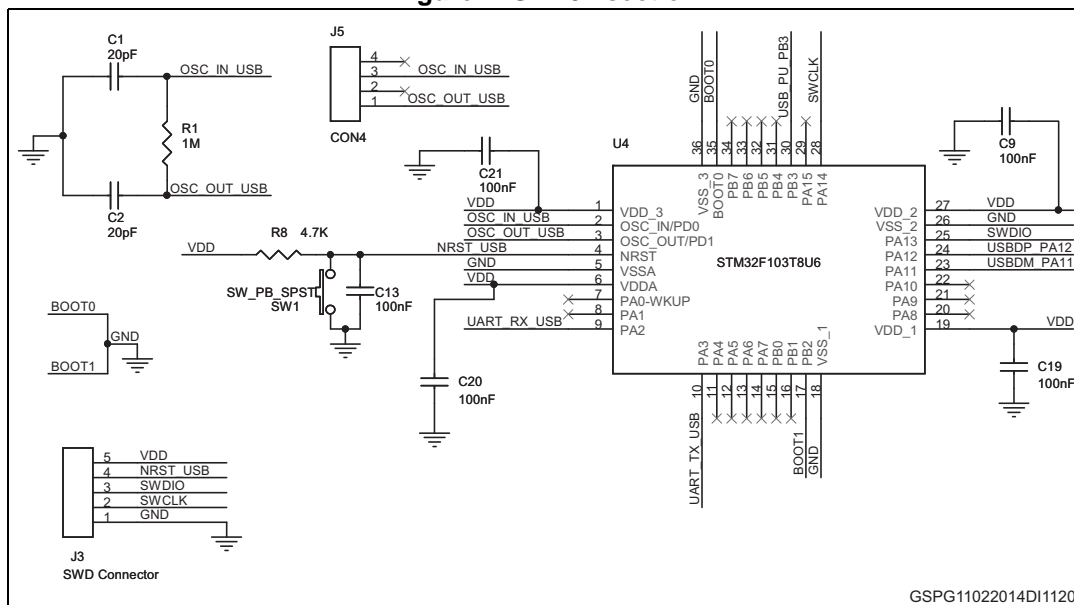 C1
20pF
OSC_IN_USB
R1
1M
OSC_OUT_USB
C2
20pF
J5
4
3 OSC_IN_USB
2
1 OSC_OUT_USB
CON4
VDD
R8 4.7K
NRST_USB
SW_PB_SPST
SW1
C13
100nF
BOOT0
GND
BOOT1
5 VDD
4 NRST_USB
3 SWDIO
2 SWCLK
1 GND
J3
SWD Connector
C21
100nF
C20
100nF
U4
STM32F103T8U6
VDD 1 VDD_3
OSC_IN_USB 2 OSC_IN/PD0
OSC_OUT_USB 3 OSC_OUT/PD1
4 NRST
GND 5 VSSA
VDD 6 VDDA
7 PA0-WKUP
8 PA1
UART_RX_USB 9 PA2
GND 36 VSS_3
BOOT0 35 BOOT0
34 PB7
33 PB6
32 PB5
31 PB4
USB_PU_PB3 30 PB3
29 PA15
SWCLK 28 PA14
VDD_2 27 VDD
VSS_2 26 GND
PA13 25 SWDIO
PA12 24 USBDP_PA12
PA11 23 USBDM_PA11
PA10 22
PA9 21
PA8 20
VDD_1 19 VDD
PA3 10 UART_TX_USB
PA4 11
PA5 12
PA6 13
PA7 14
PB0 15
PB1 16
PB2 17 BOOT1
VSS_1 18 GND
C9
100nF
C19
100nF
GSPG11022014DI1120